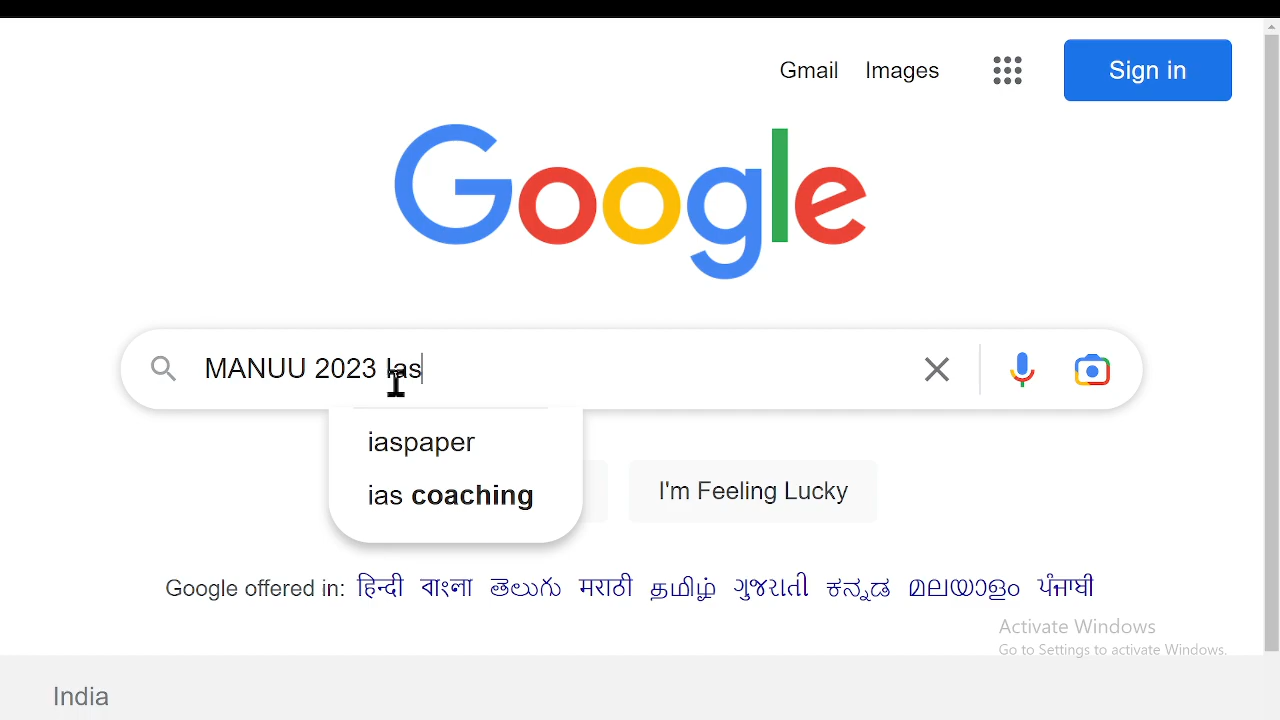 Gmail Images Sign in
Google
MANUU 2023 Ias
iaspaper
ias coaching
I'm Feeling Lucky
Google offered in: हिन्दी বাংলা తెలుగు मराठी தமிழ் ગુજરાતી ಕನ್ನಡ മലയാളം ਪੰਜਾਬੀ
Activate Windows
Go to Settings to activate Windows.
India